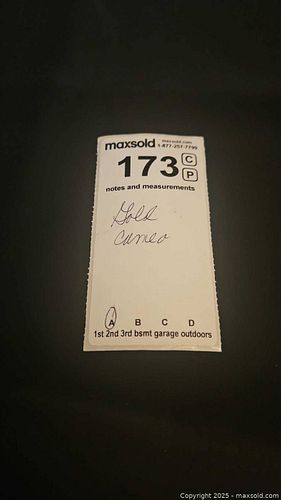 maxsold maxsold.com
1-877-257-7795
173 C
P
notes and measurements
Gold
cameo
A B C D
1st 2nd 3rd bsmt garage outdoors
Copyright 2025 - maxsold.com